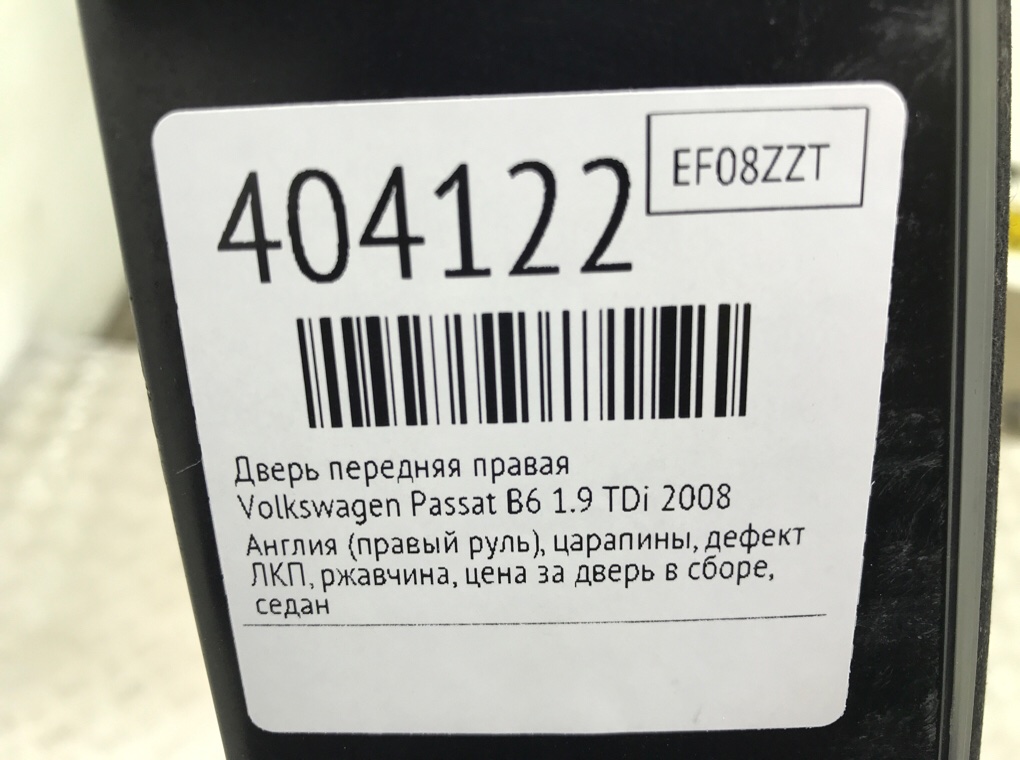 EF08ZZT
404122
Дверь передняя правая
Volkswagen Passat B6 1.9 TDi 2008
Англия (правый руль), царапины, дефект
ЛКП, ржавчина, цена за дверь в сборе,
седан